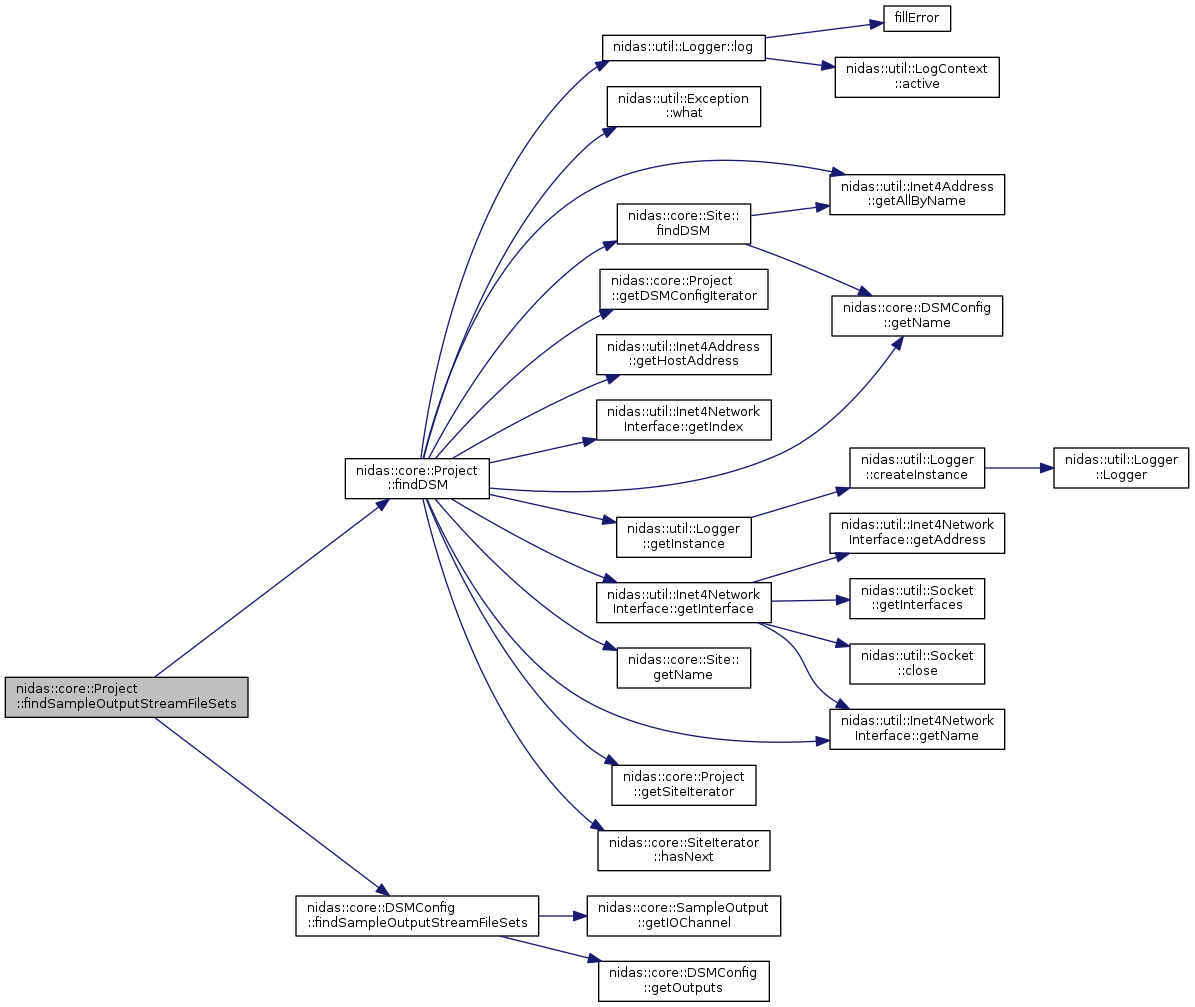 fillError
nidas::util::Logger::log
nidas::util::LogContext
::active
nidas::util::Exception
::what
nidas::util::Inet4Address
::getAllByName
nidas::core::Site::
findDSM
nidas::core::Project
::getDSMConfigIterator
nidas::core::DSMConfig
::getName
nidas::util::Inet4Address
::getHostAddress
nidas::util::Inet4Network
Interface::getIndex
nidas::core::Project
::findDSM
nidas::util::Logger
::createInstance
nidas::util::Logger
::Logger
nidas::util::Logger
::getInstance
nidas::util::Inet4Network
Interface::getAddress
nidas::util::Inet4Network
Interface::getInterface
nidas::util::Socket
::getInterfaces
nidas::util::Socket
::close
nidas::core::Site::
getName
nidas::core::Project
::findSampleOutputStreamFileSets
nidas::util::Inet4Network
Interface::getName
nidas::core::Project
::getSiteIterator
nidas::core::SiteIterator
::hasNext
nidas::core::DSMConfig
::findSampleOutputStreamFileSets
nidas::core::SampleOutput
::getIOChannel
nidas::core::DSMConfig
::getOutputs